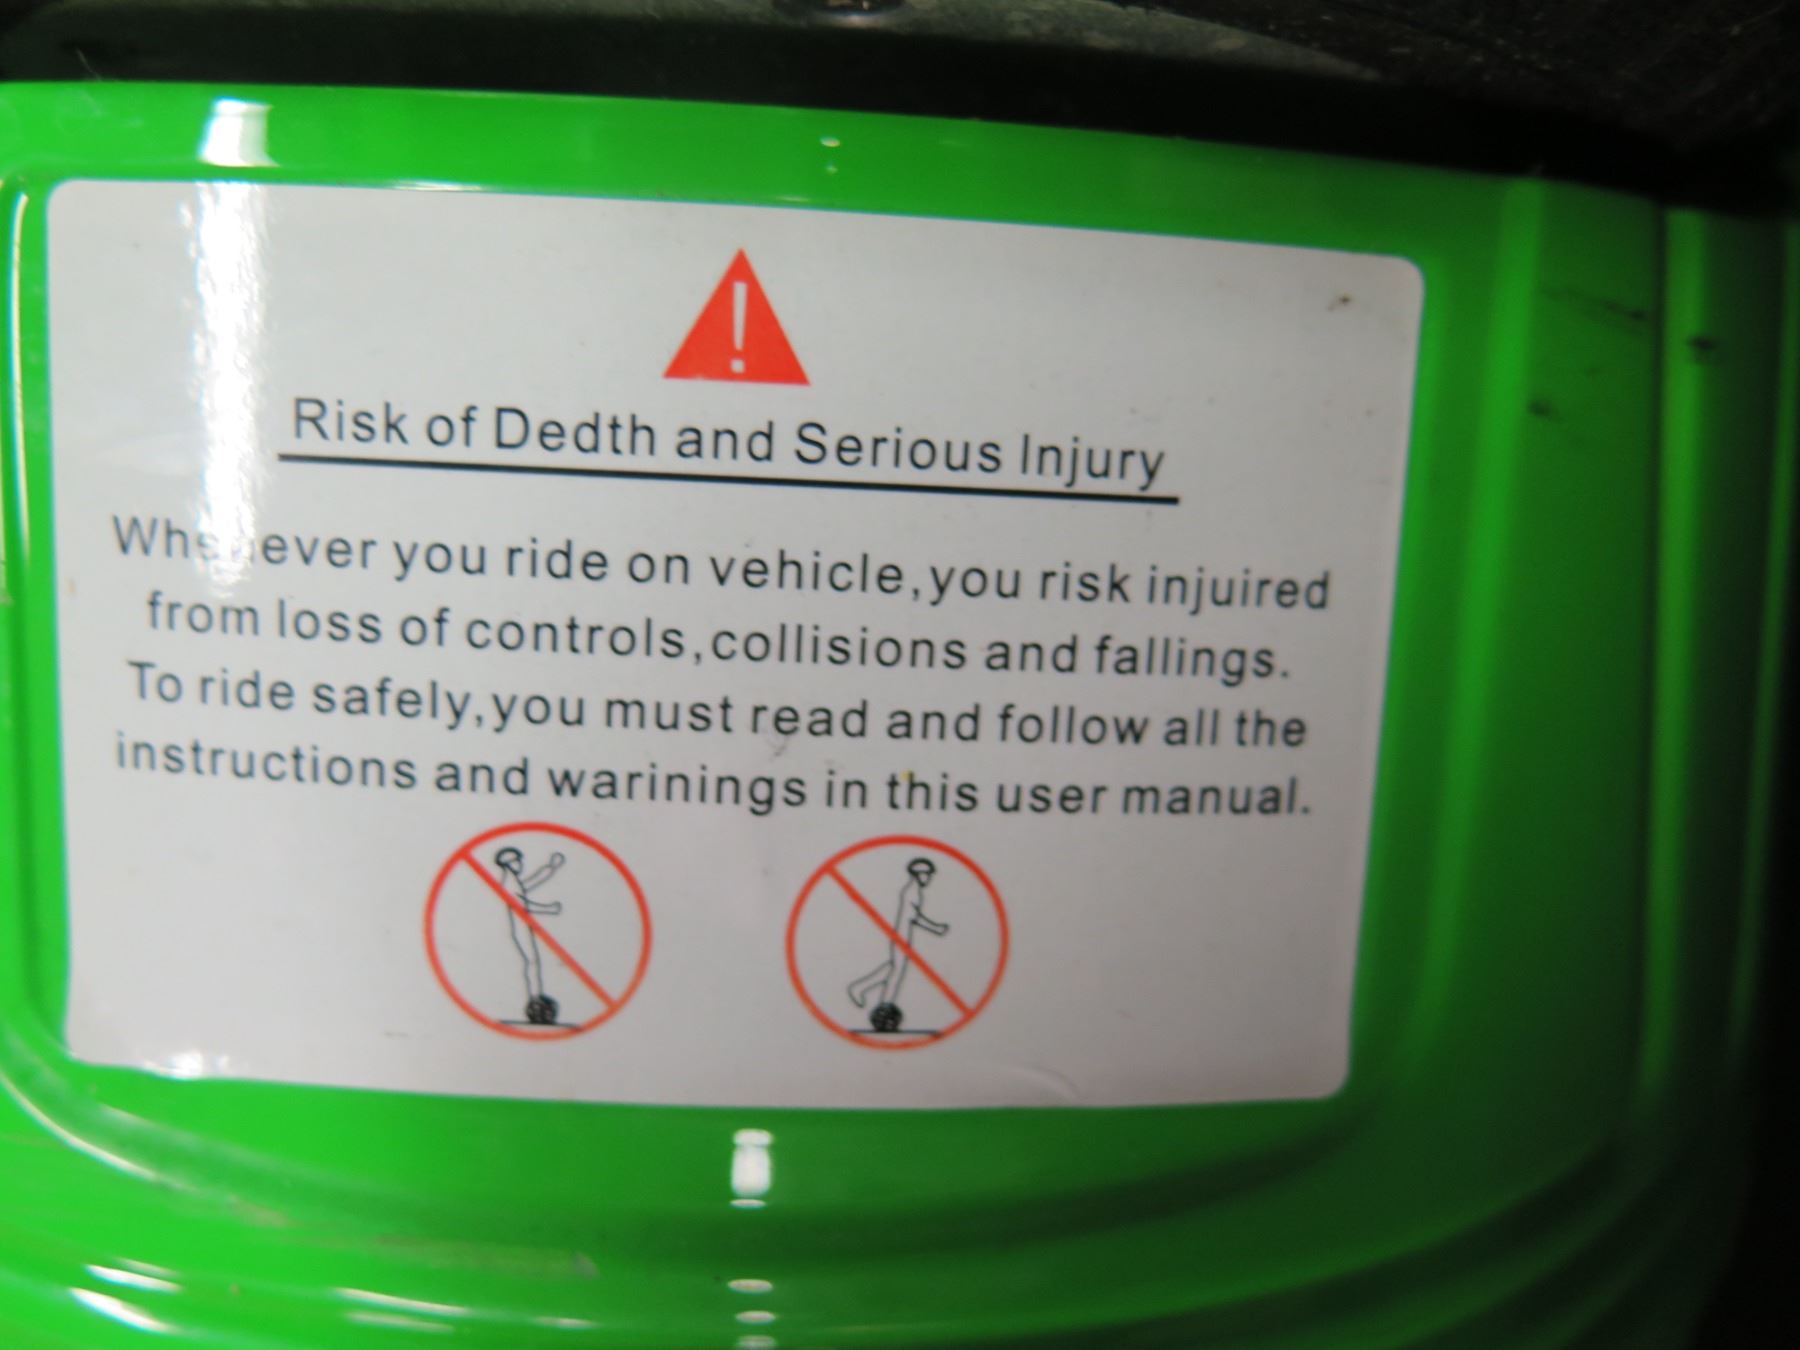 Risk of Dedth and Serious Injury
Whenever you ride on vehicle,you risk injuired
from loss of controls,collisions and fallings.
To ride safely,you must read and follow all the
instructions and warinings in this user manual.